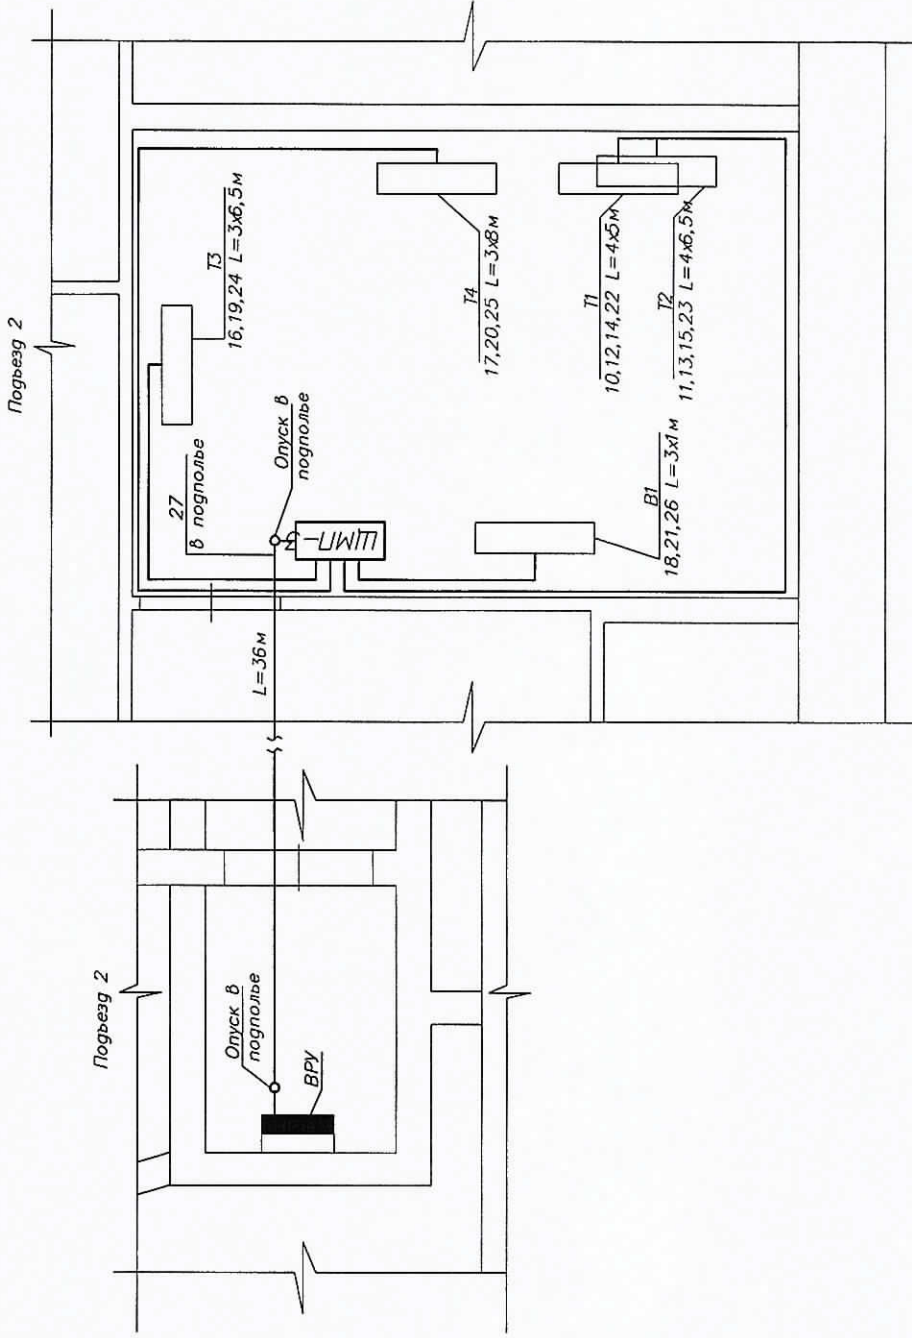 Подъезд 2
Опуск в
подполье
ВРУ
Подъезд 2
L=36м
27
в подполье
Опуск в
подполье
ЩМП-3
Т3
16,19,24 L=3х6,5м
Т4
17,20,25 L=3х8м
Т1
10,12,14,22 L=4х5м
Т2
11,13,15,23 L=4х6,5м
В1
18,21,26 L=3х1м